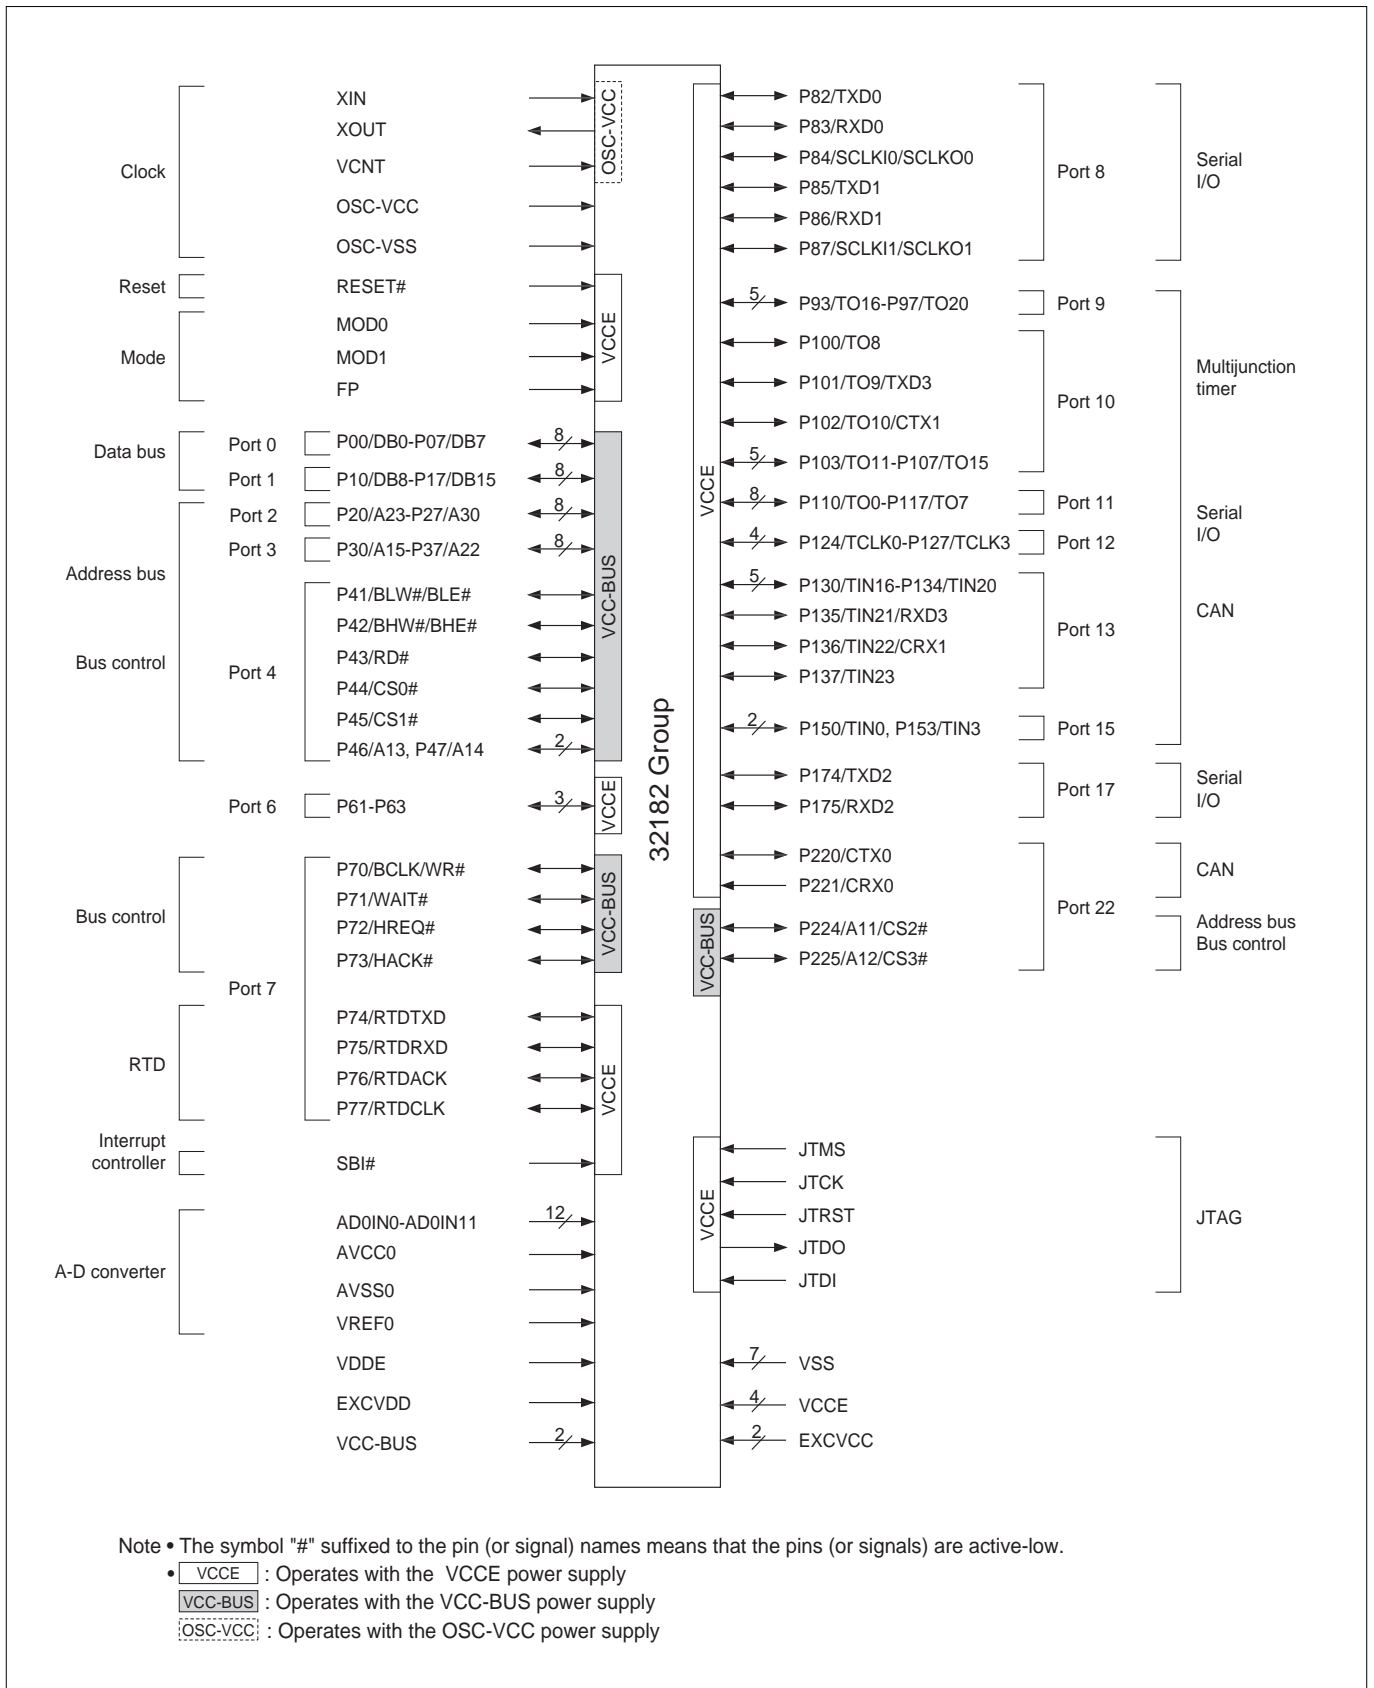 Clock
XIN
XOUT
VCNT
OSC-VCC
OSC-VSS
OSC-VCC
Reset
RESET#
Mode
MOD0
MOD1
FP
VCCE
Data bus
Port 0
P00/DB0-P07/DB7
8
Port 1
P10/DB8-P17/DB15
8
Address bus
Bus control
Port 2
P20/A23-P27/A30
8
Port 3
P30/A15-P37/A22
8
Port 4
P41/BLW#/BLE#
P42/BHW#/BHE#
P43/RD#
P44/CS0#
P45/CS1#
P46/A13, P47/A14
2
VCC-BUS
Port 6
P61-P63
3
VCCE
Bus control
Port 7
P70/BCLK/WR#
P71/WAIT#
P72/HREQ#
P73/HACK#
VCC-BUS
RTD
P74/RTDTXD
P75/RTDRXD
P76/RTDACK
P77/RTDCLK
Interrupt
controller
SBI#
VCCE
A-D converter
AD0IN0-AD0IN11
12
AVCC0
AVSS0
VREF0
VDDE
EXCVDD
VCC-BUS
2
32182 Group
VCCE
P82/TXD0
P83/RXD0
P84/SCLKI0/SCLKO0
P85/TXD1
P86/RXD1
P87/SCLKI1/SCLKO1
Port 8
Serial
I/O
5
P93/TO16-P97/TO20
Port 9
P100/TO8
P101/TO9/TXD3
P102/TO10/CTX1
5
P103/TO11-P107/TO15
Port 10
Multijunction
timer
8
P110/TO0-P117/TO7
Port 11
4
P124/TCLK0-P127/TCLK3
Port 12
Serial
I/O
5
P130/TIN16-P134/TIN20
P135/TIN21/RXD3
P136/TIN22/CRX1
P137/TIN23
Port 13
CAN
2
P150/TIN0, P153/TIN3
Port 15
P174/TXD2
P175/RXD2
Port 17
Serial
I/O
P220/CTX0
P221/CRX0
CAN
Port 22
VCC-BUS
P224/A11/CS2#
P225/A12/CS3#
Address bus
Bus control
VCCE
JTMS
JTCK
JTRST
JTDO
JTDI
JTAG
7
VSS
4
VCCE
2
EXCVCC
Note • The symbol "#" suffixed to the pin (or signal) names means that the pins (or signals) are active-low.
• VCCE : Operates with the VCCE power supply
VCC-BUS : Operates with the VCC-BUS power supply
OSC-VCC : Operates with the OSC-VCC power supply